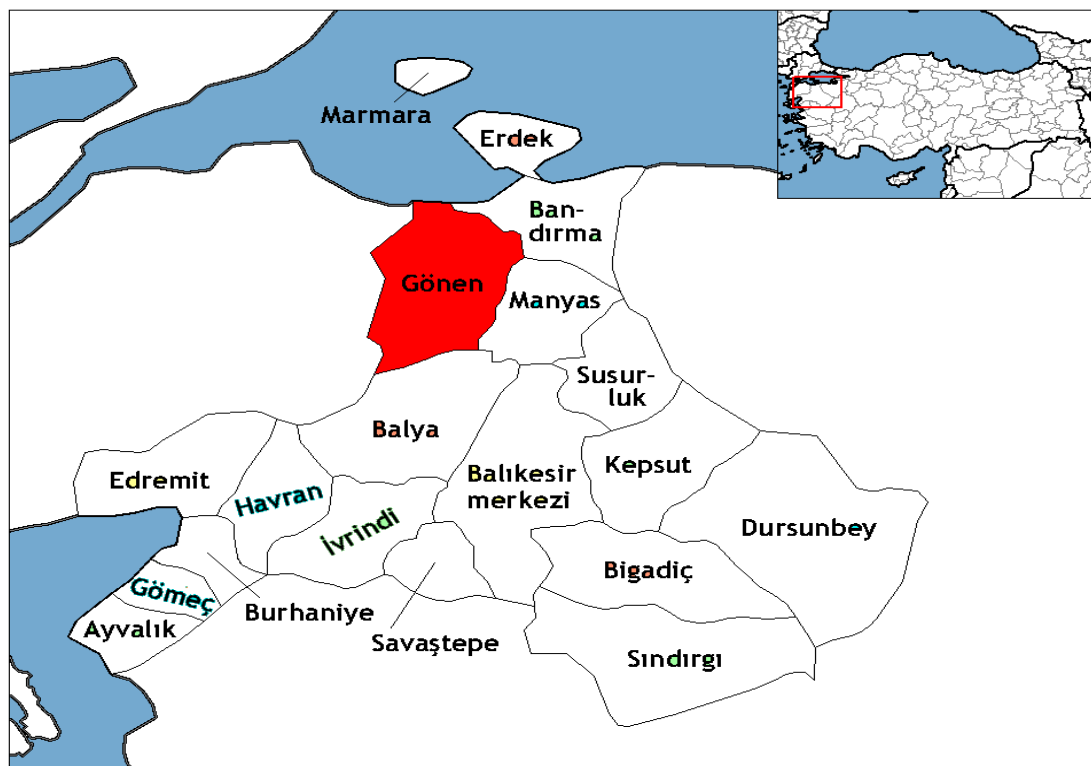 Marmara
Erdek
Ban-
dırma
Gönen
Manyas
Susur-
luk
Balya
Edremit
Havran
Balıkesir
merkezi
Kepsut
İvrindi
Dursunbey
Bigadiç
Gömeç
Burhaniye
Ayvalık
Savaştepe
Sındırgı